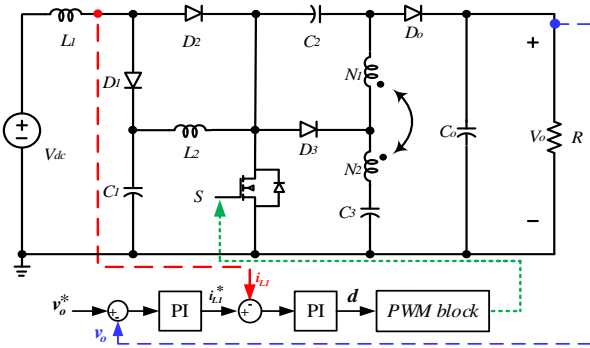 L1
D2
C2
Do
D1
N1
+
L2
D3
Co
Vo
R
Vdc
N2
C1
S
C3
−
vo*
+
-
PI
iL1*
iL1
+
-
PI
d
PWM block
vo